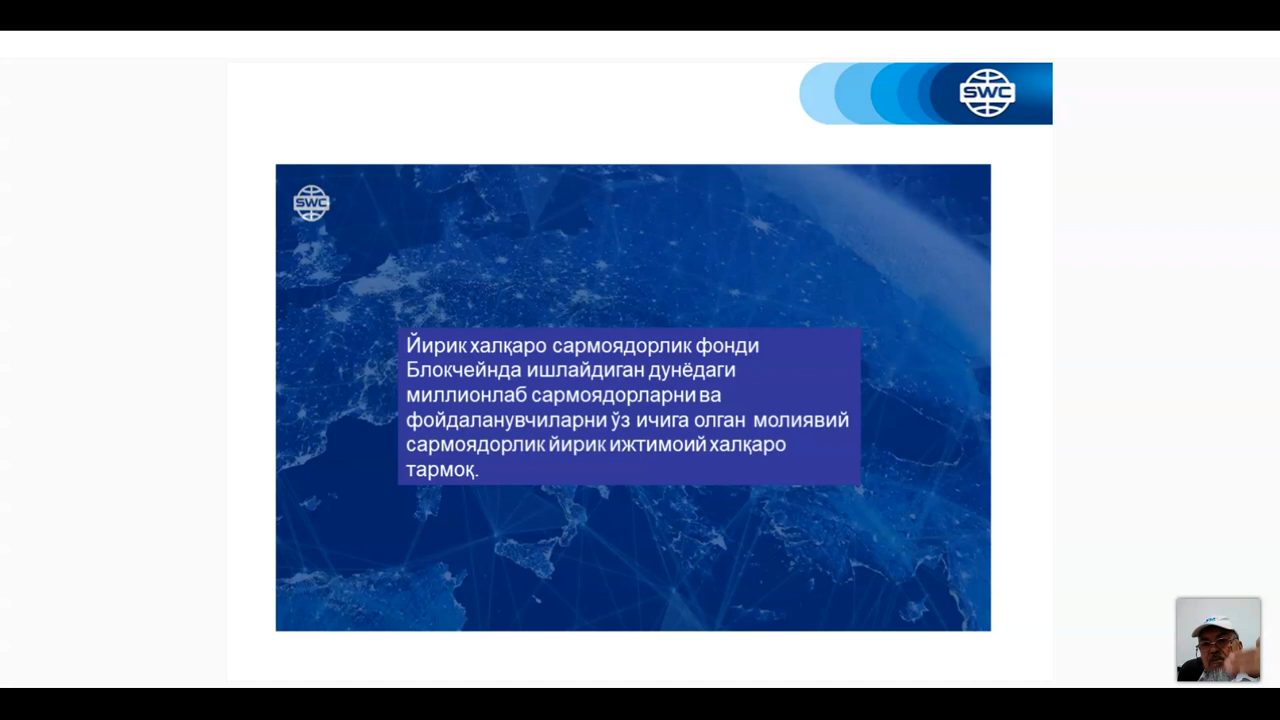 SWC
SWC
Йирик халқаро сармоядорлик фонди
Блокчейнда ишлайдиган дунёдаги
миллионлаб сармоядорларни ва
фойдаланувчиларни ўз ичига олган молиявий
сармоядорлик йирик ижтимоий халқаро
тармоқ.